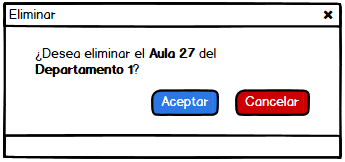 Eliminar
¿Desea eliminar el Aula 27 del
Departamento 1?
Aceptar Cancelar